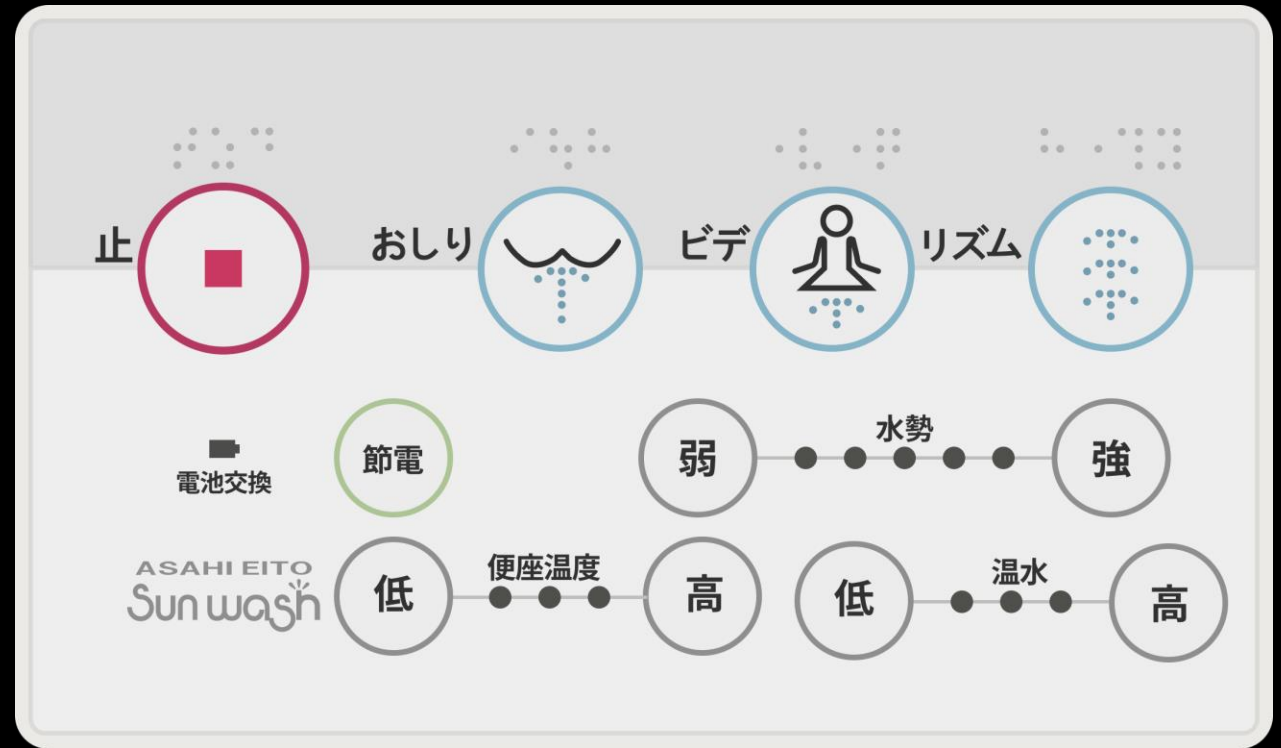 止
おしり
ビデ
リズム
電池交換
節電
弱
水勢
強
ASAHI EITO
Sun wash
低
便座温度
高
低
温水
高